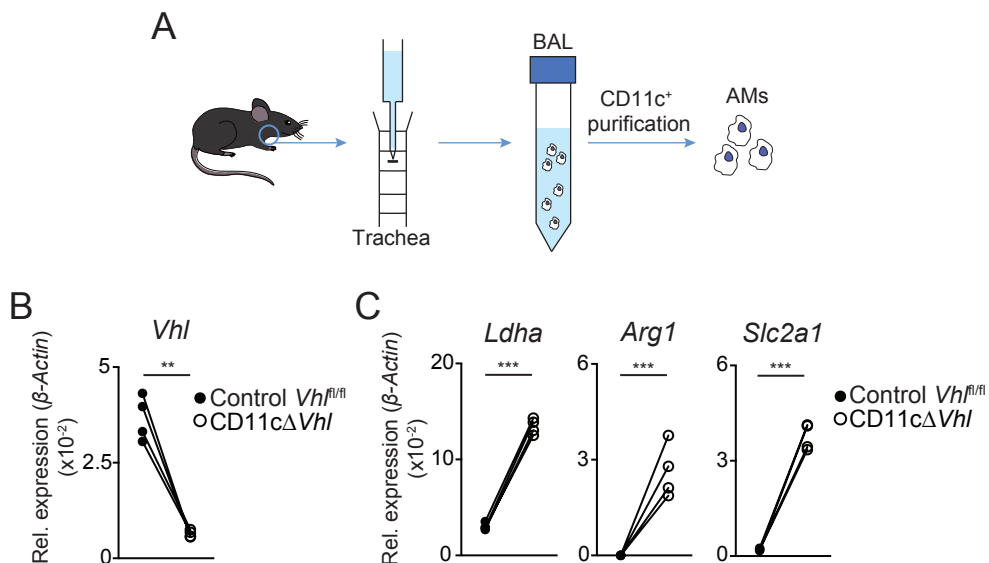 A
BAL
CD11c⁺
purification
AMs
Trachea
B
Vhl
Rel. expression (β-Actin)
(x10⁻²)
5
2.5
0
**
Control Vhlᶠˡ/ᶠˡ
CD11cΔVhl
C
Rel. expression (β-Actin)
(x10⁻²)
Ldha
20
10
0
***
Arg1
6
3
0
***
Slc2a1
6
3
0
***
Control Vhlᶠˡ/ᶠˡ
CD11cΔVhl